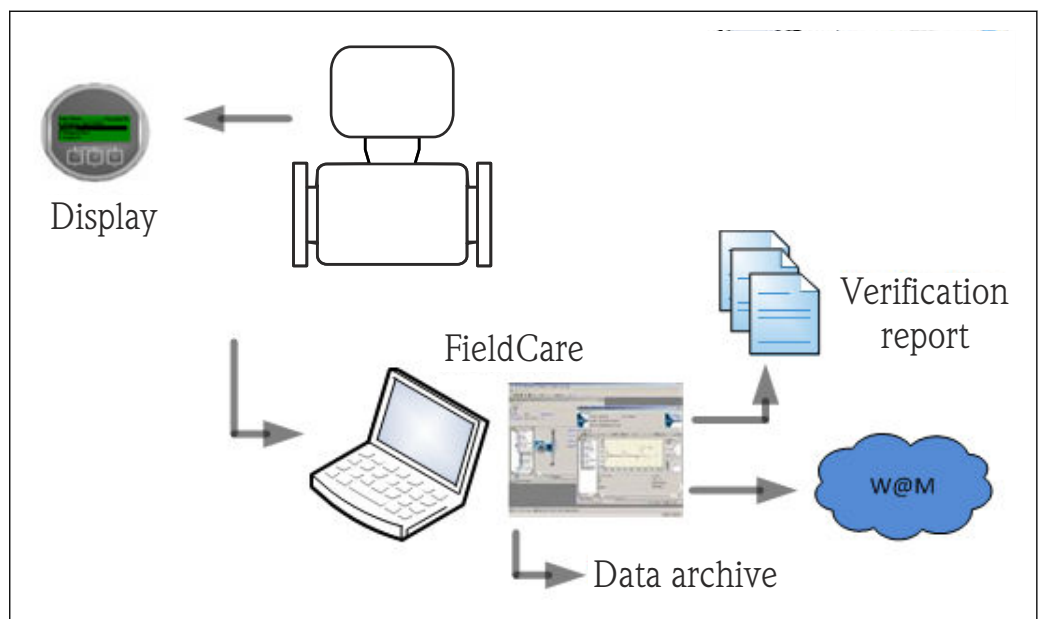 Display
FieldCare
Verification
report
W@M
Data archive